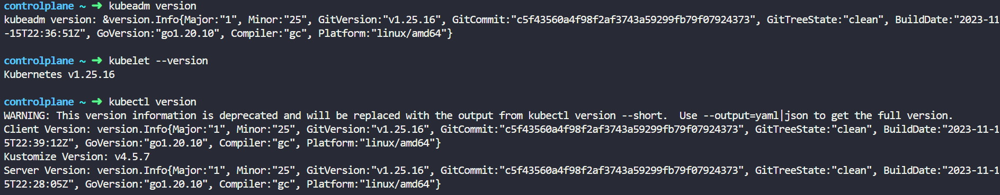 controlplane ~ ➜ kubeadm version
kubeadm version: &version.Info{Major:"1", Minor:"25", GitVersion:"v1.25.16", GitCommit:"c5f43560a4f98f2af3743a59299fb79f07924373", GitTreeState:"clean", BuildDate:"2023-11
-15T22:36:51Z", GoVersion:"go1.20.10", Compiler:"gc", Platform:"linux/amd64"}
controlplane ~ ➜ kubelet --version
Kubernetes v1.25.16
controlplane ~ ➜ kubectl version
WARNING: This version information is deprecated and will be replaced with the output from kubectl version --short.  Use --output=yaml|json to get the full version.
Client Version: version.Info{Major:"1", Minor:"25", GitVersion:"v1.25.16", GitCommit:"c5f43560a4f98f2af3743a59299fb79f07924373", GitTreeState:"clean", BuildDate:"2023-11-1
5T22:39:12Z", GoVersion:"go1.20.10", Compiler:"gc", Platform:"linux/amd64"}
Kustomize Version: v4.5.7
Server Version: version.Info{Major:"1", Minor:"25", GitVersion:"v1.25.16", GitCommit:"c5f43560a4f98f2af3743a59299fb79f07924373", GitTreeState:"clean", BuildDate:"2023-11-1
5T22:28:05Z", GoVersion:"go1.20.10", Compiler:"gc", Platform:"linux/amd64"}